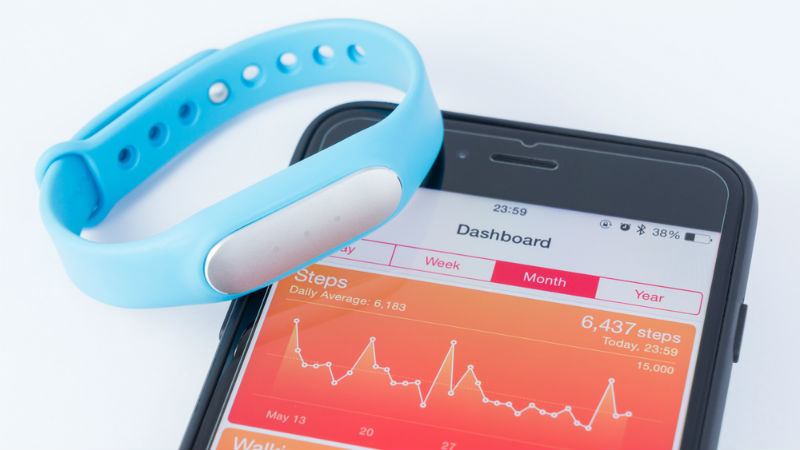 23:59
38%
Dashboard
Week
Month
Year
Steps
Daily Average: 6,183
6,437 steps
Today, 23:59
15,000
May 13
20
27